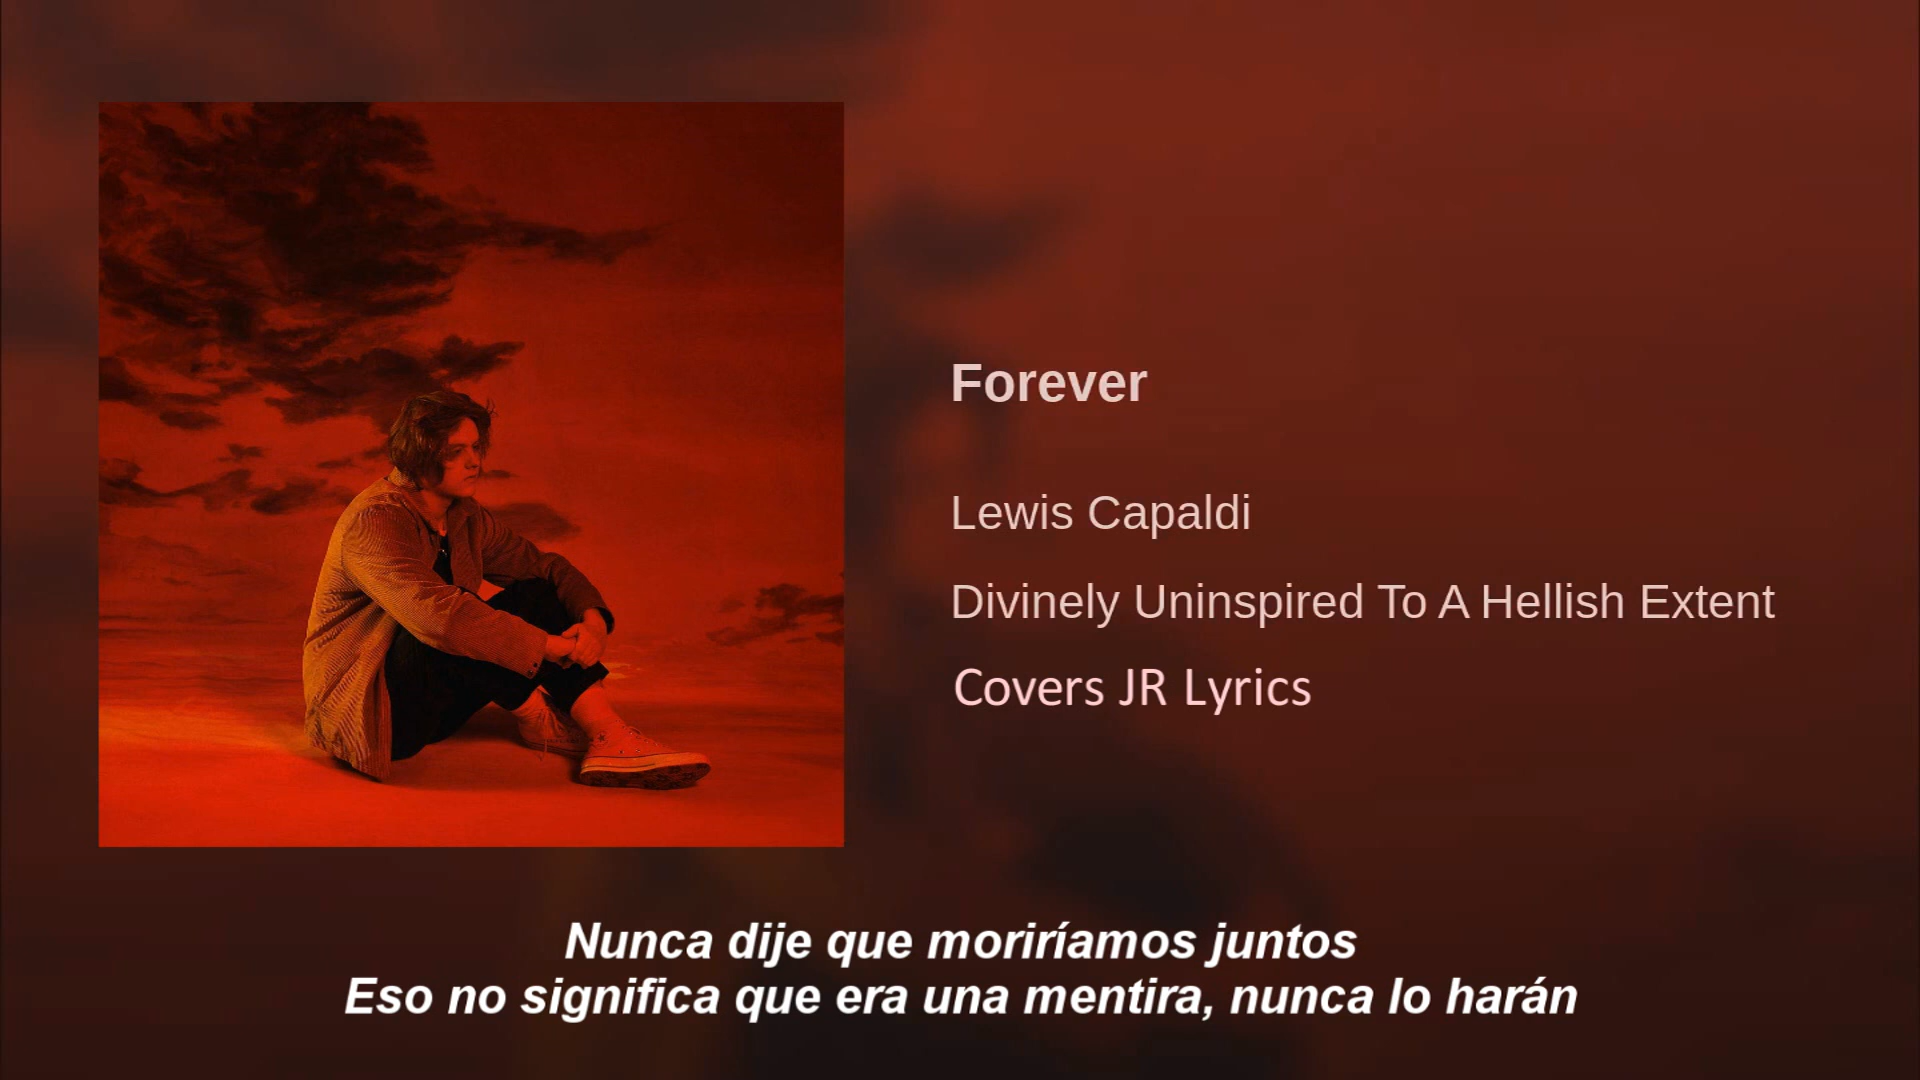 Forever
Lewis Capaldi
Divinely Uninspired To A Hellish Extent
Covers JR Lyrics
Nunca dije que moriríamos juntos
Eso no significa que era una mentira, nunca lo harán